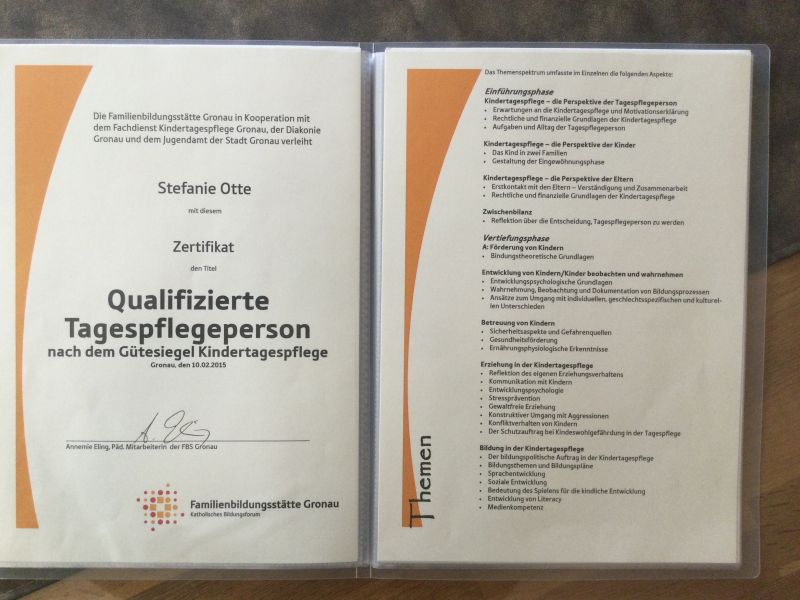 Die Familienbildungsstätte Gronau in Kooperation mit
dem Fachdienst Kindertagespflege Gronau, der Diakonie
Gronau und dem Jugendamt der Stadt Gronau verleiht
Stefanie Otte
mit diesem
Zertifikat
den Titel
Qualifizierte
Tagespflegeperson
nach dem Gütesiegel Kindertagespflege
Gronau, den 10.02.2015
Annemie Eling, Päd. Mitarbeiterin der FBS Gronau
Familienbildungsstätte Gronau
Katholisches Bildungsforum
Themen
Das Themenspektrum umfasste im Einzelnen die folgenden Aspekte:
Einführungsphase
Kindertagespflege – die Perspektive der Tagespflegeperson
• Erwartungen an die Kindertagespflege und Motivationserklärung
• Rechtliche und finanzielle Grundlagen der Kindertagespflege
• Aufgaben und Alltag der Tagespflegeperson
Kindertagespflege – die Perspektive der Kinder
• Das Kind in zwei Familien
• Gestaltung der Eingewöhnungsphase
Kindertagespflege – die Perspektive der Eltern
• Erstkontakt mit den Eltern – Verständigung und Zusammenarbeit
• Rechtliche und finanzielle Grundlagen der Kindertagespflege
Zwischenbilanz
• Reflektion über die Entscheidung, Tagespflegeperson zu werden
Vertiefungsphase
A: Förderung von Kindern
• Bindungstheoretische Grundlagen
Entwicklung von Kindern/Kinder beobachten und wahrnehmen
• Entwicklungspsychologische Grundlagen
• Wahrnehmung, Beobachtung und Dokumentation von Bildungsprozessen
• Ansätze zum Umgang mit individuellen, geschlechtsspezifischen und kulturel-
len Unterschieden
Betreuung von Kindern
• Sicherheitsaspekte und Gefahrenquellen
• Gesundheitsförderung
• Ernährungsphysiologische Erkenntnisse
Erziehung in der Kindertagespflege
• Reflektion des eigenen Erziehungsverhaltens
• Kommunikation mit Kindern
• Entwicklungspsychologie
• Stressprävention
• Gewaltfreie Erziehung
• Konstruktiver Umgang mit Aggressionen
• Konfliktverhalten von Kindern
• Der Schutzauftrag bei Kindeswohlgefährdung in der Tagespflege
Bildung in der Kindertagespflege
• Der bildungspolitische Auftrag in der Kindertagespflege
• Bildungsthemen und Bildungspläne
• Sprachentwicklung
• Soziale Entwicklung
• Bedeutung des Spielens für die kindliche Entwicklung
• Entwicklung von Literacy
• Medienkompetenz